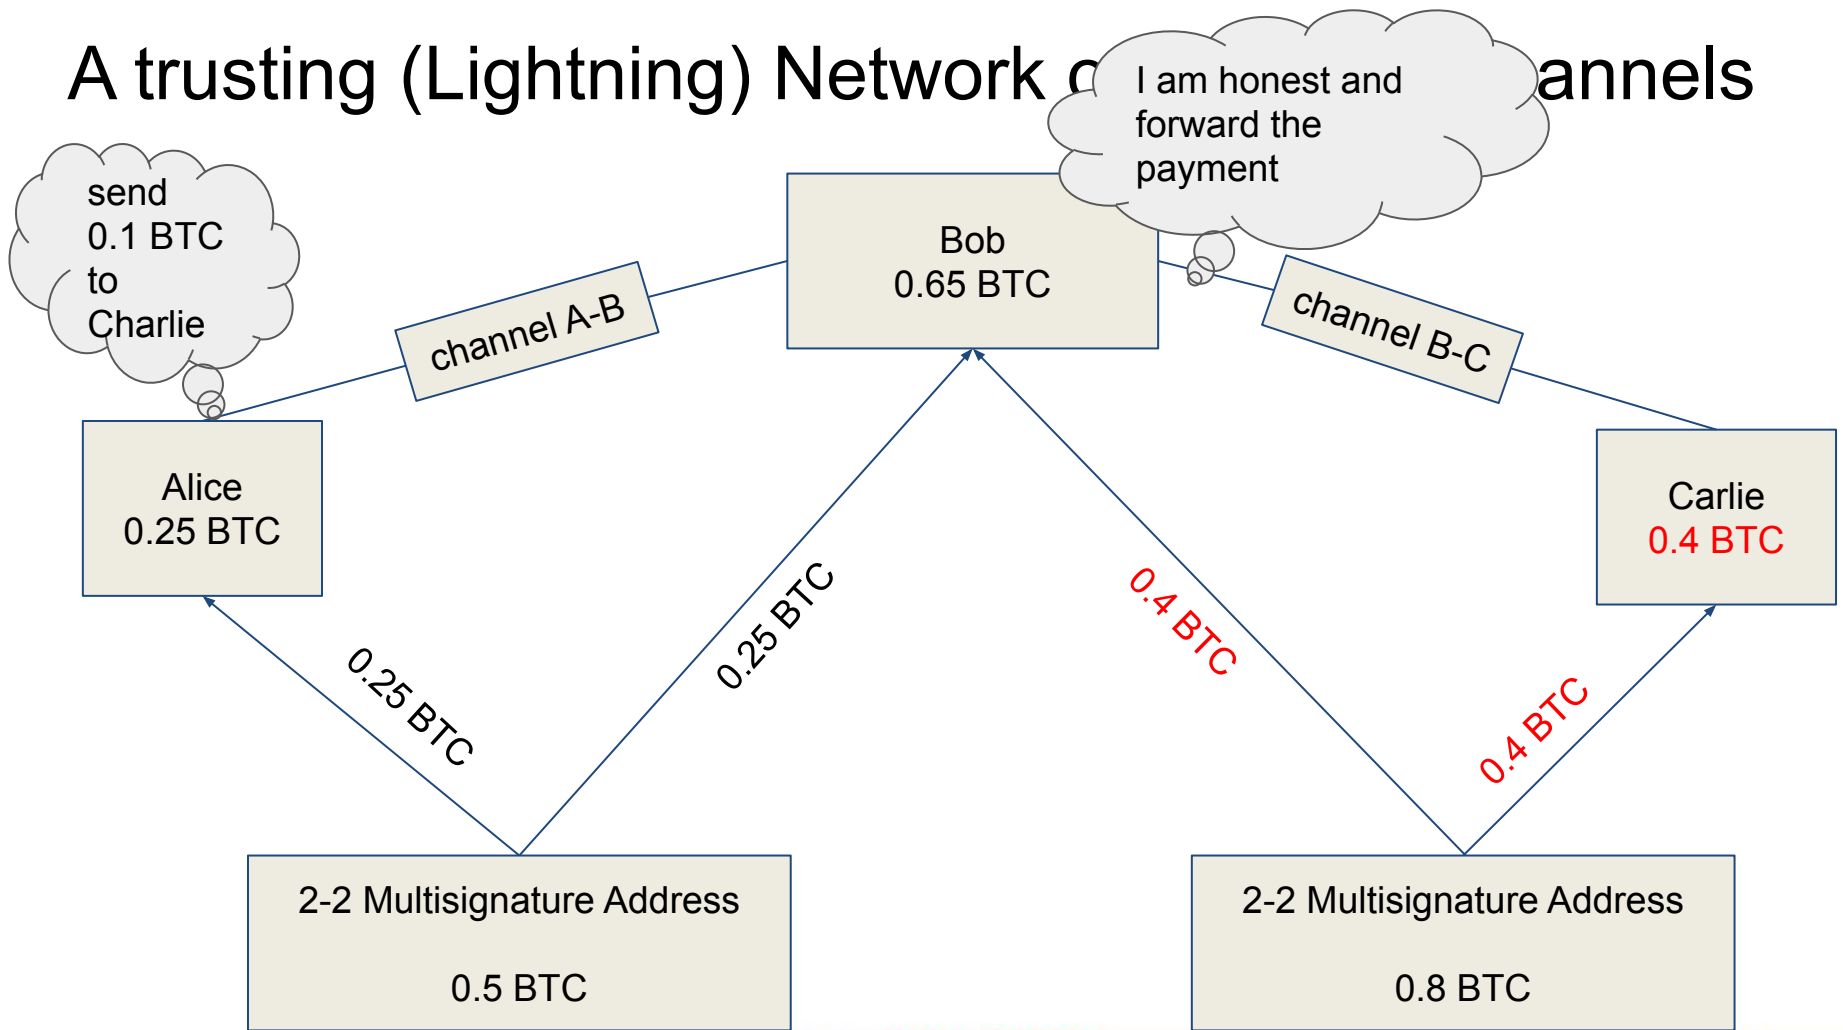 A trusting (Lightning) Network annels
I am honest and
forward the
payment
send
0.1 BTC
to
Charlie
Bob
0.65 BTC
channel A-B
channel B-C
Alice
0.25 BTC
Carlie
0.4 BTC
0.25 BTC
0.25 BTC
0.4 BTC
0.4 BTC
2-2 Multisignature Address
0.5 BTC
2-2 Multisignature Address
0.8 BTC